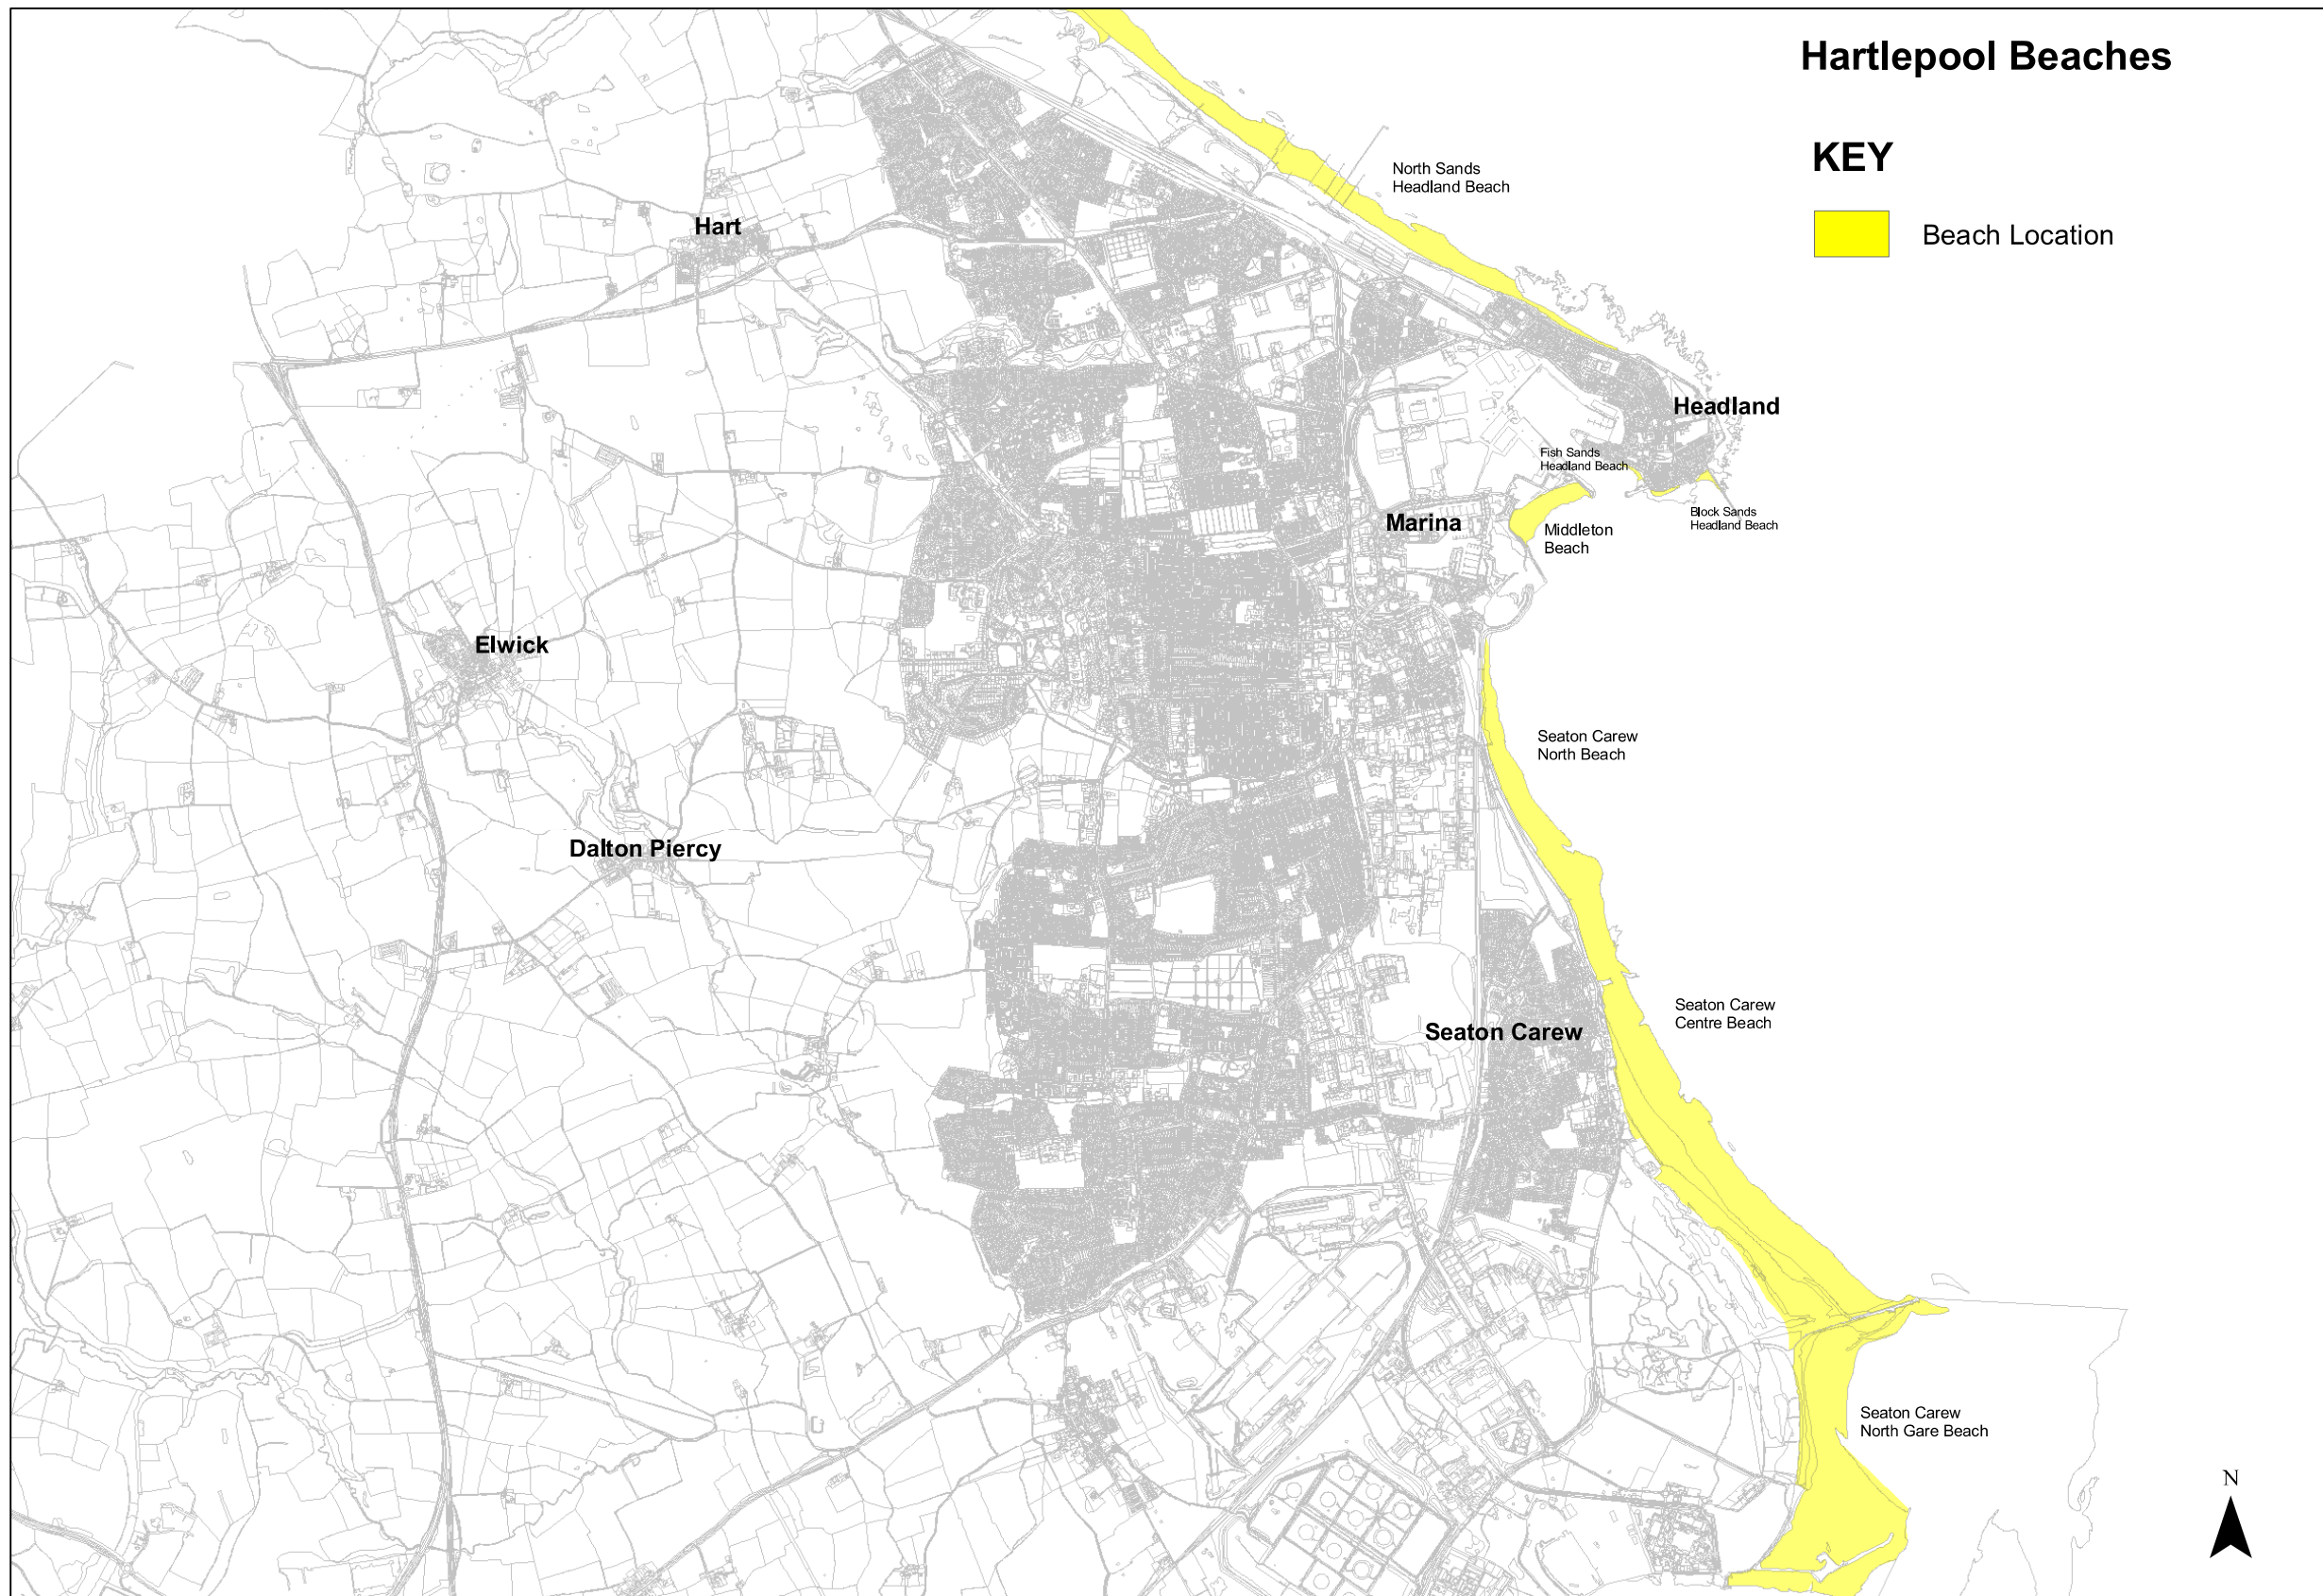 Hartlepool Beaches
KEY
Beach Location
North Sands
Headland Beach
Hart
Headland
Fish Sands
Headland Beach
Block Sands
Headland Beach
Marina
Middleton
Beach
Elwick
Seaton Carew
North Beach
Dalton Piercy
Seaton Carew
Centre Beach
Seaton Carew
Seaton Carew
North Gare Beach
N